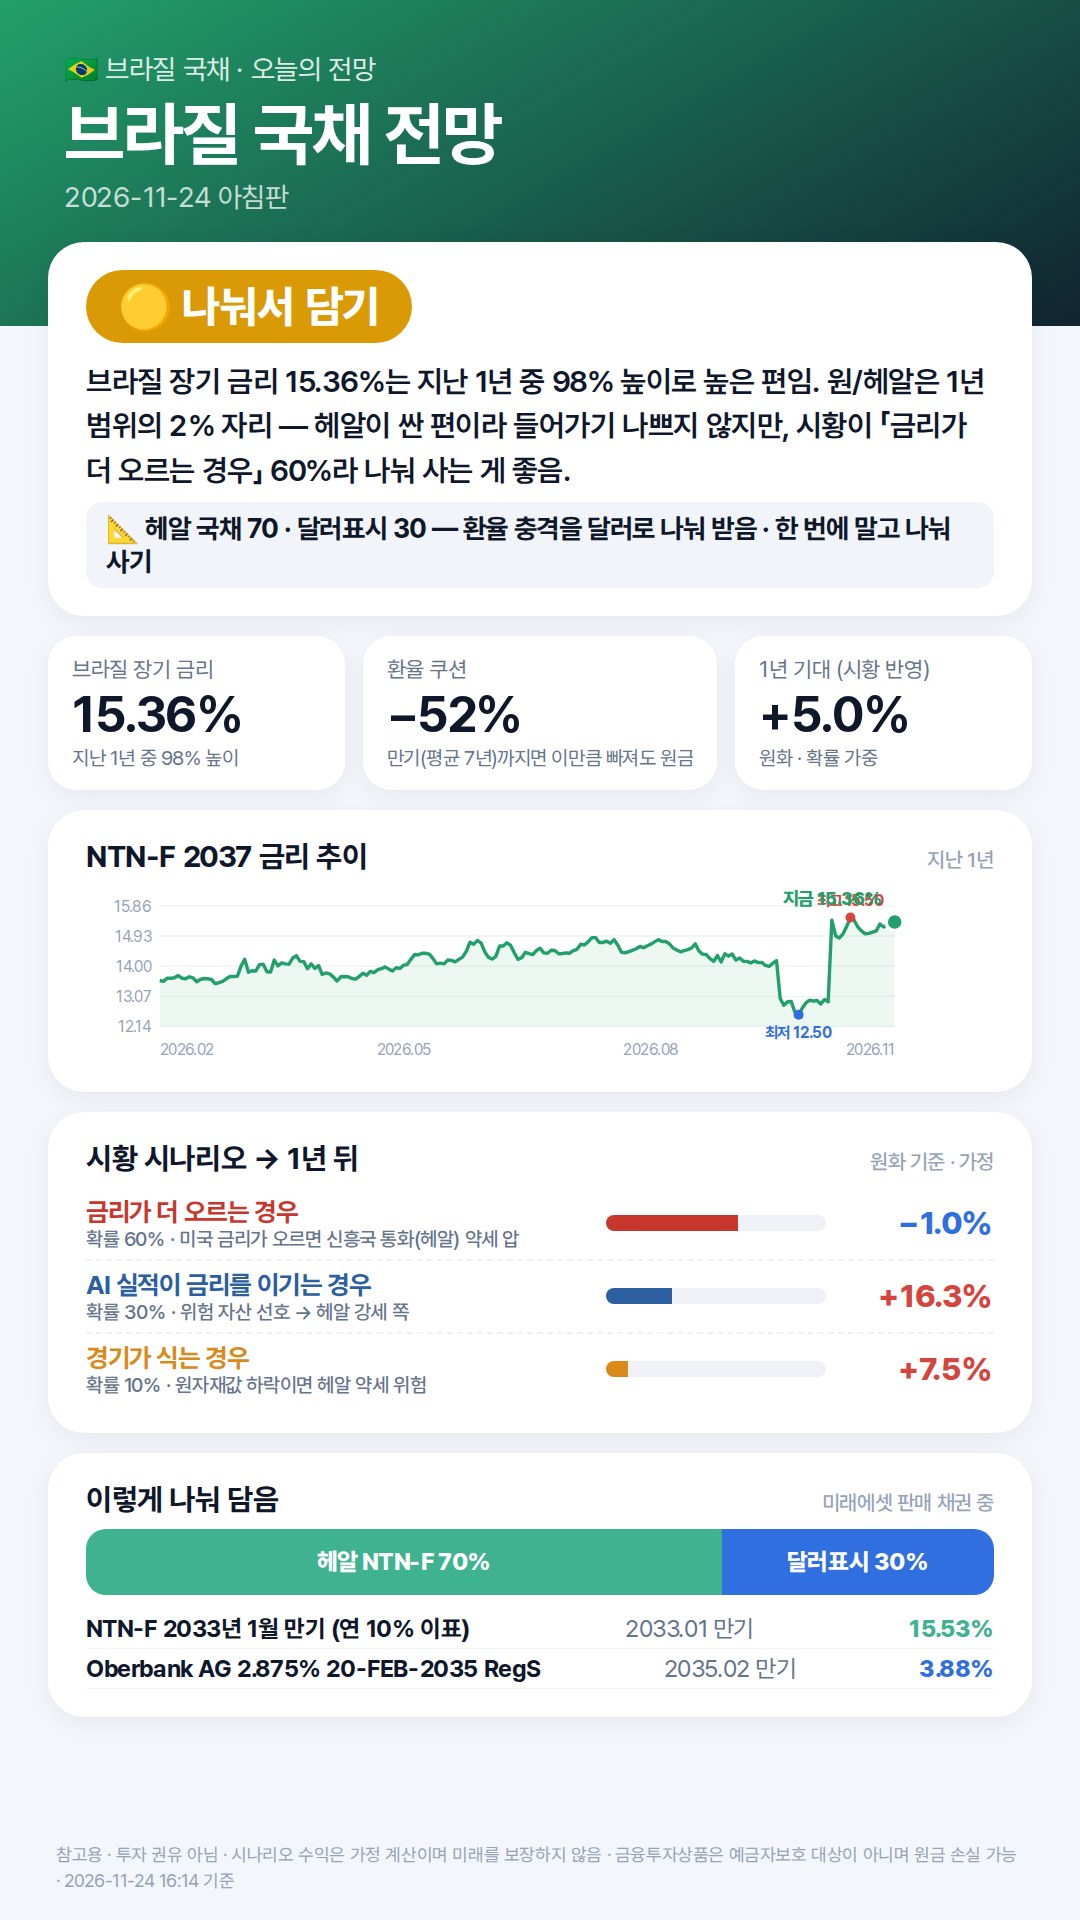 🇧🇷 브라질 국채 · 오늘의 전망
브라질 국채 전망
2026-11-24 아침판
🟡 나눠서 담기
브라질 장기 금리 15.36%는 지난 1년 중 98% 높이로 높은 편임. 원/헤알은 1년
범위의 2% 자리 — 헤알이 싼 편이라 들어가기 나쁘지 않지만, 시황이 「금리가
더 오르는 경우」 60%라 나눠 사는 게 좋음.
📐 헤알 국채 70 · 달러표시 30 — 환율 충격을 달러로 나눠 받음 · 한 번에 말고 나눠
사기
브라질 장기 금리
15.36%
지난 1년 중 98% 높이
환율 쿠션
−52%
만기(평균 7년)까지면 이만큼 빠져도 원금
1년 기대 (시황 반영)
+5.0%
원화 · 확률 가중
NTN-F 2037 금리 추이
지난 1년
지금 15.36%
최고 15.50
15.86
14.93
14.00
13.07
12.14
최저 12.50
2026.02
2026.05
2026.08
2026.11
시황 시나리오 → 1년 뒤
원화 기준 · 가정
금리가 더 오르는 경우
확률 60% · 미국 금리가 오르면 신흥국 통화(헤알) 약세 압
−1.0%
AI 실적이 금리를 이기는 경우
확률 30% · 위험 자산 선호 → 헤알 강세 쪽
+16.3%
경기가 식는 경우
확률 10% · 원자재값 하락이면 헤알 약세 위험
+7.5%
이렇게 나눠 담음
미래에셋 판매 채권 중
헤알 NTN-F 70%
달러표시 30%
NTN-F 2033년 1월 만기 (연 10% 이표)
2033.01 만기
15.53%
Oberbank AG 2.875% 20-FEB-2035 RegS
2035.02 만기
3.88%
참고용 · 투자 권유 아님 · 시나리오 수익은 가정 계산이며 미래를 보장하지 않음 · 금융투자상품은 예금자보호 대상이 아니며 원금 손실 가능
· 2026-11-24 16:14 기준